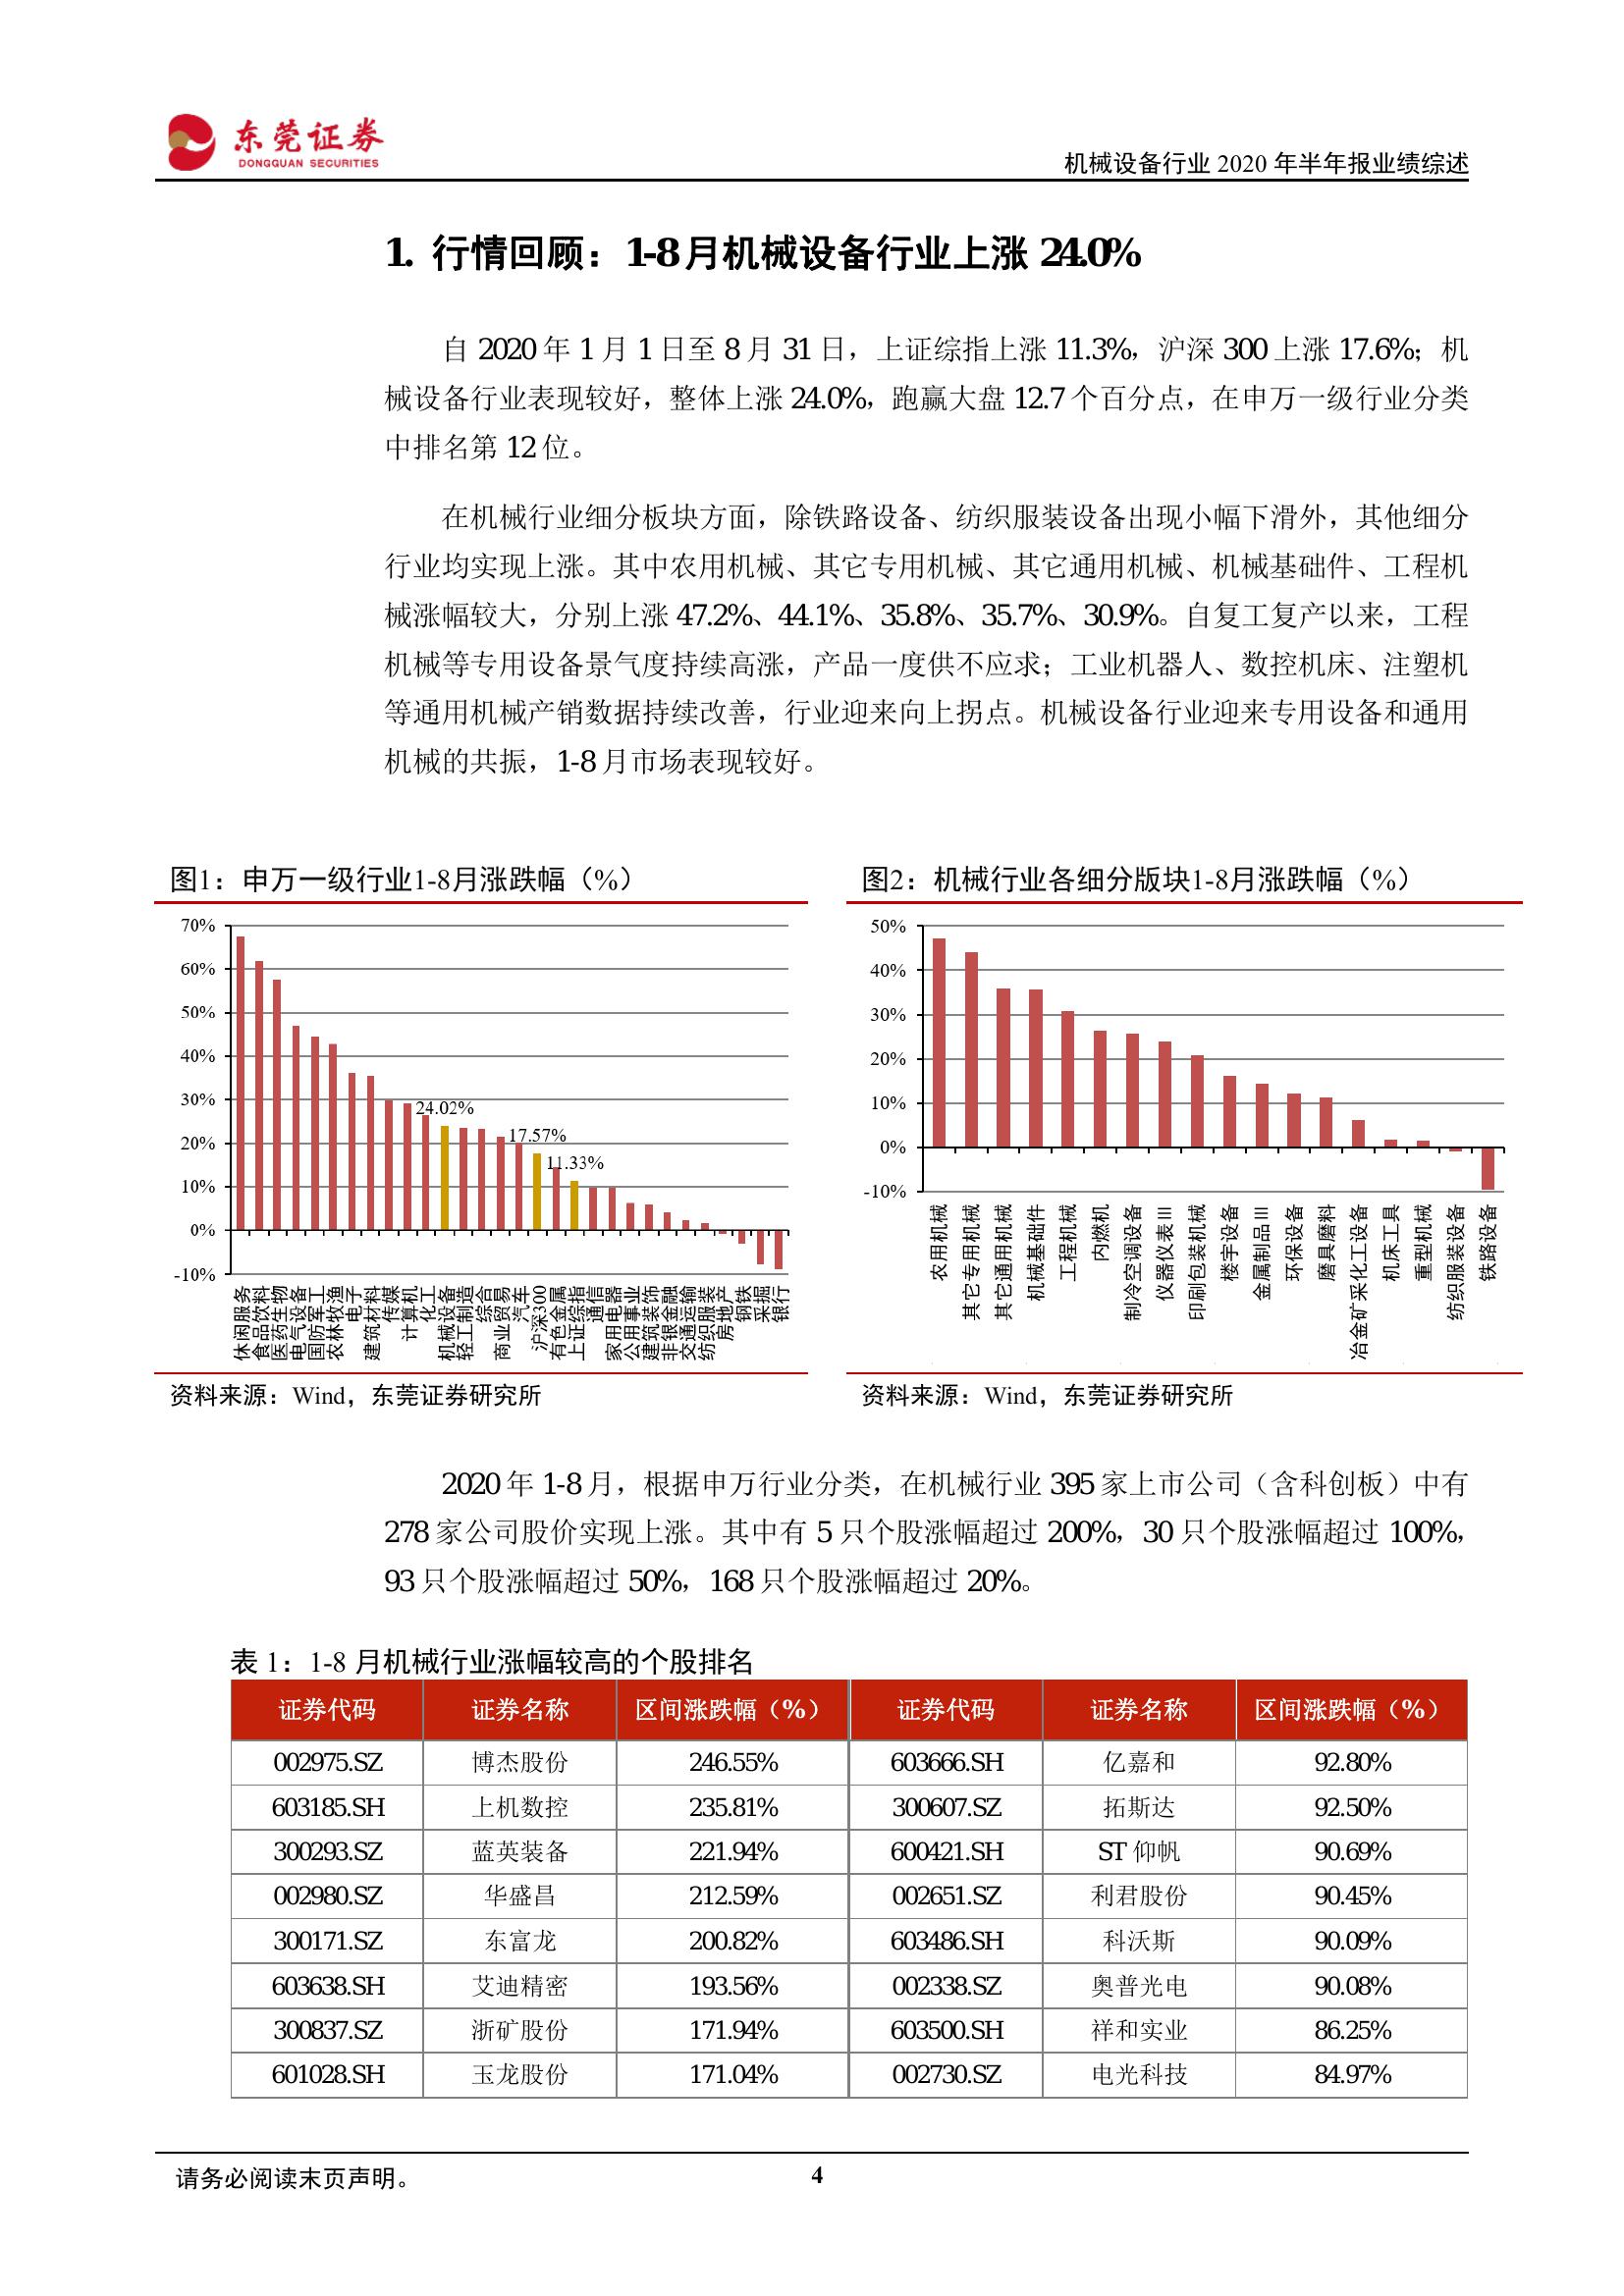 东莞证券
DONGGUAN SECURITIES
机械设备行业 2020 年半年报业绩综述
1. 行情回顾：1-8 月机械设备行业上涨 24.0%
自 2020 年 1 月 1 日至 8 月 31 日，上证综指上涨 11.3%，沪深 300 上涨 17.6%；机
械设备行业表现较好，整体上涨 24.0%，跑赢大盘 12.7 个百分点，在申万一级行业分类
中排名第 12 位。
在机械行业细分板块方面，除铁路设备、纺织服装设备出现小幅下滑外，其他细分
行业均实现上涨。其中农用机械、其它专用机械、其它通用机械、机械基础件、工程机
械涨幅较大，分别上涨 47.2%、44.1%、35.8%、35.7%、30.9%。自复工复产以来，工程
机械等专用设备景气度持续高涨，产品一度供不应求；工业机器人、数控机床、注塑机
等通用机械产销数据持续改善，行业迎来向上拐点。机械设备行业迎来专用设备和通用
机械的共振，1-8 月市场表现较好。
图1：申万一级行业1-8月涨跌幅（%）
70%
60%
50%
40%
30%
20%
10%
0%
-10%
24.02%
17.57%
11.33%
休闲服务
食品饮料
医药生物
电气设备
国防军工
农林牧渔
电子
建筑材料
传媒
计算机
化工
机械设备
轻工制造
综合
商业贸易
汽车
沪深300
有色金属
上证综指
通信
家用电器
公用事业
建筑装饰
非银金融
交通运输
纺织服装
房地产
钢铁
采掘
银行
资料来源：Wind，东莞证券研究所
图2：机械行业各细分版块1-8月涨跌幅（%）
50%
40%
30%
20%
10%
0%
-10%
农用机械
其它专用机械
其它通用机械
机械基础件
工程机械
内燃机
制冷空调设备
仪器仪表Ⅲ
印刷包装机械
楼宇设备
金属制品Ⅲ
环保设备
磨具磨料
冶金矿采化工设备
机床工具
重型机械
纺织服装设备
铁路设备
资料来源：Wind，东莞证券研究所
2020 年 1-8 月，根据申万行业分类，在机械行业 395 家上市公司（含科创板）中有
278 家公司股价实现上涨。其中有 5 只个股涨幅超过 200%，30 只个股涨幅超过 100%，
93 只个股涨幅超过 50%，168 只个股涨幅超过 20%。
表 1：1-8 月机械行业涨幅较高的个股排名
证券代码 证券名称 区间涨跌幅（%） 证券代码 证券名称 区间涨跌幅（%）
002975.SZ 博杰股份 246.55% 603666.SH 亿嘉和 92.80%
603185.SH 上机数控 235.81% 300607.SZ 拓斯达 92.50%
300293.SZ 蓝英装备 221.94% 600421.SH ST 仰帆 90.69%
002980.SZ 华盛昌 212.59% 002651.SZ 利君股份 90.45%
300171.SZ 东富龙 200.82% 603486.SH 科沃斯 90.09%
603638.SH 艾迪精密 193.56% 002338.SZ 奥普光电 90.08%
300837.SZ 浙矿股份 171.94% 603500.SH 祥和实业 86.25%
601028.SH 玉龙股份 171.04% 002730.SZ 电光科技 84.97%
请务必阅读末页声明。
4